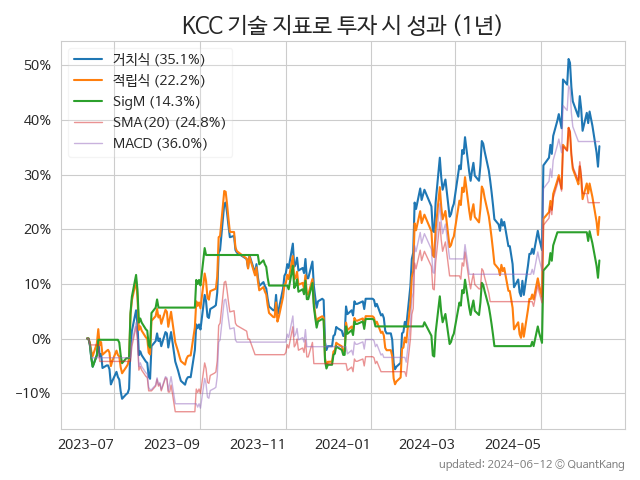 KCC 기술 지표로 투자 시 성과 (1년)
거치식 (35.1%)
적립식 (22.2%)
SigM (14.3%)
SMA(20) (24.8%)
MACD (36.0%)
50%
40%
30%
20%
10%
0%
−10%
2023-07 2023-09 2023-11 2024-01 2024-03 2024-05
updated: 2024-06-12 © QuantKang